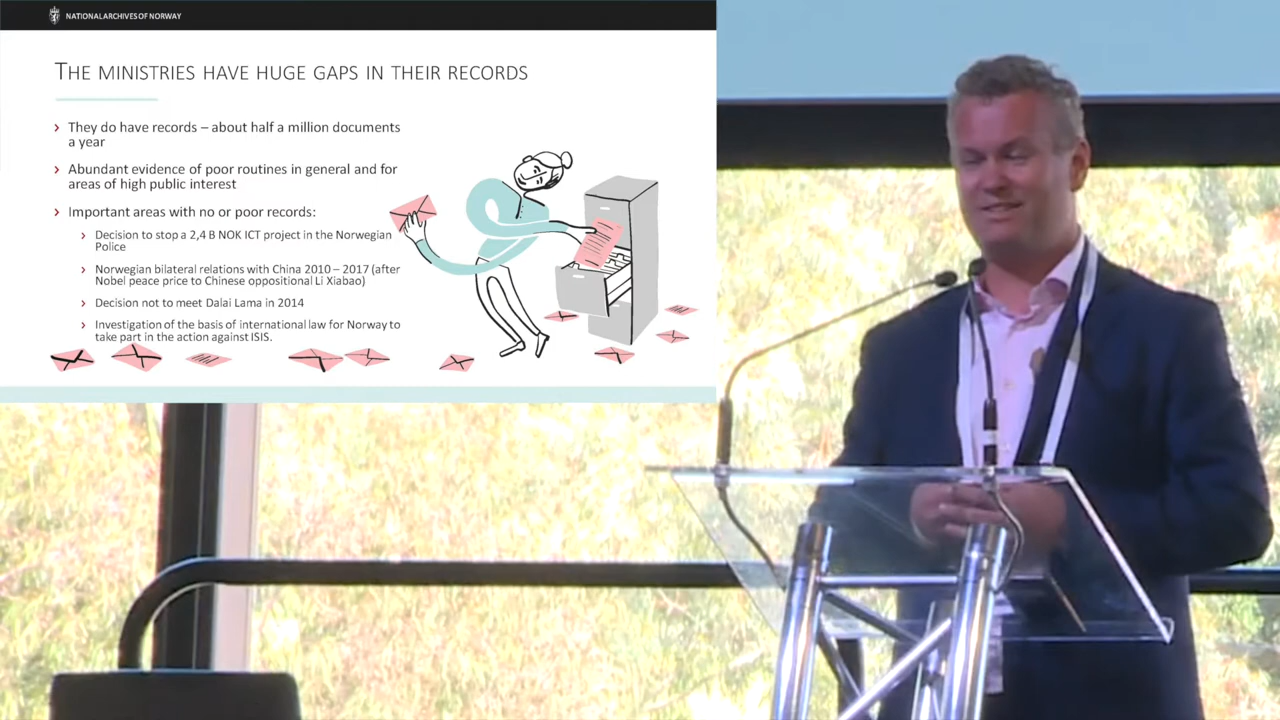 NATIONAL ARCHIVES OF NORWAY
THE MINISTRIES HAVE HUGE GAPS IN THEIR RECORDS
› They do have records – about half a million documents
a year
› Abundant evidence of poor routines in general and for
areas of high public interest
› Important areas with no or poor records:
› Decision to stop a 2,4 B NOK ICT project in the Norwegian
Police
› Norwegian bilateral relations with China 2010 – 2017 (after
Nobel peace price to Chinese oppositional Li Xiabao)
› Decision not to meet Dalai Lama in 2014
› Investigation of the basis of international law for Norway to
take part in the action against ISIS.